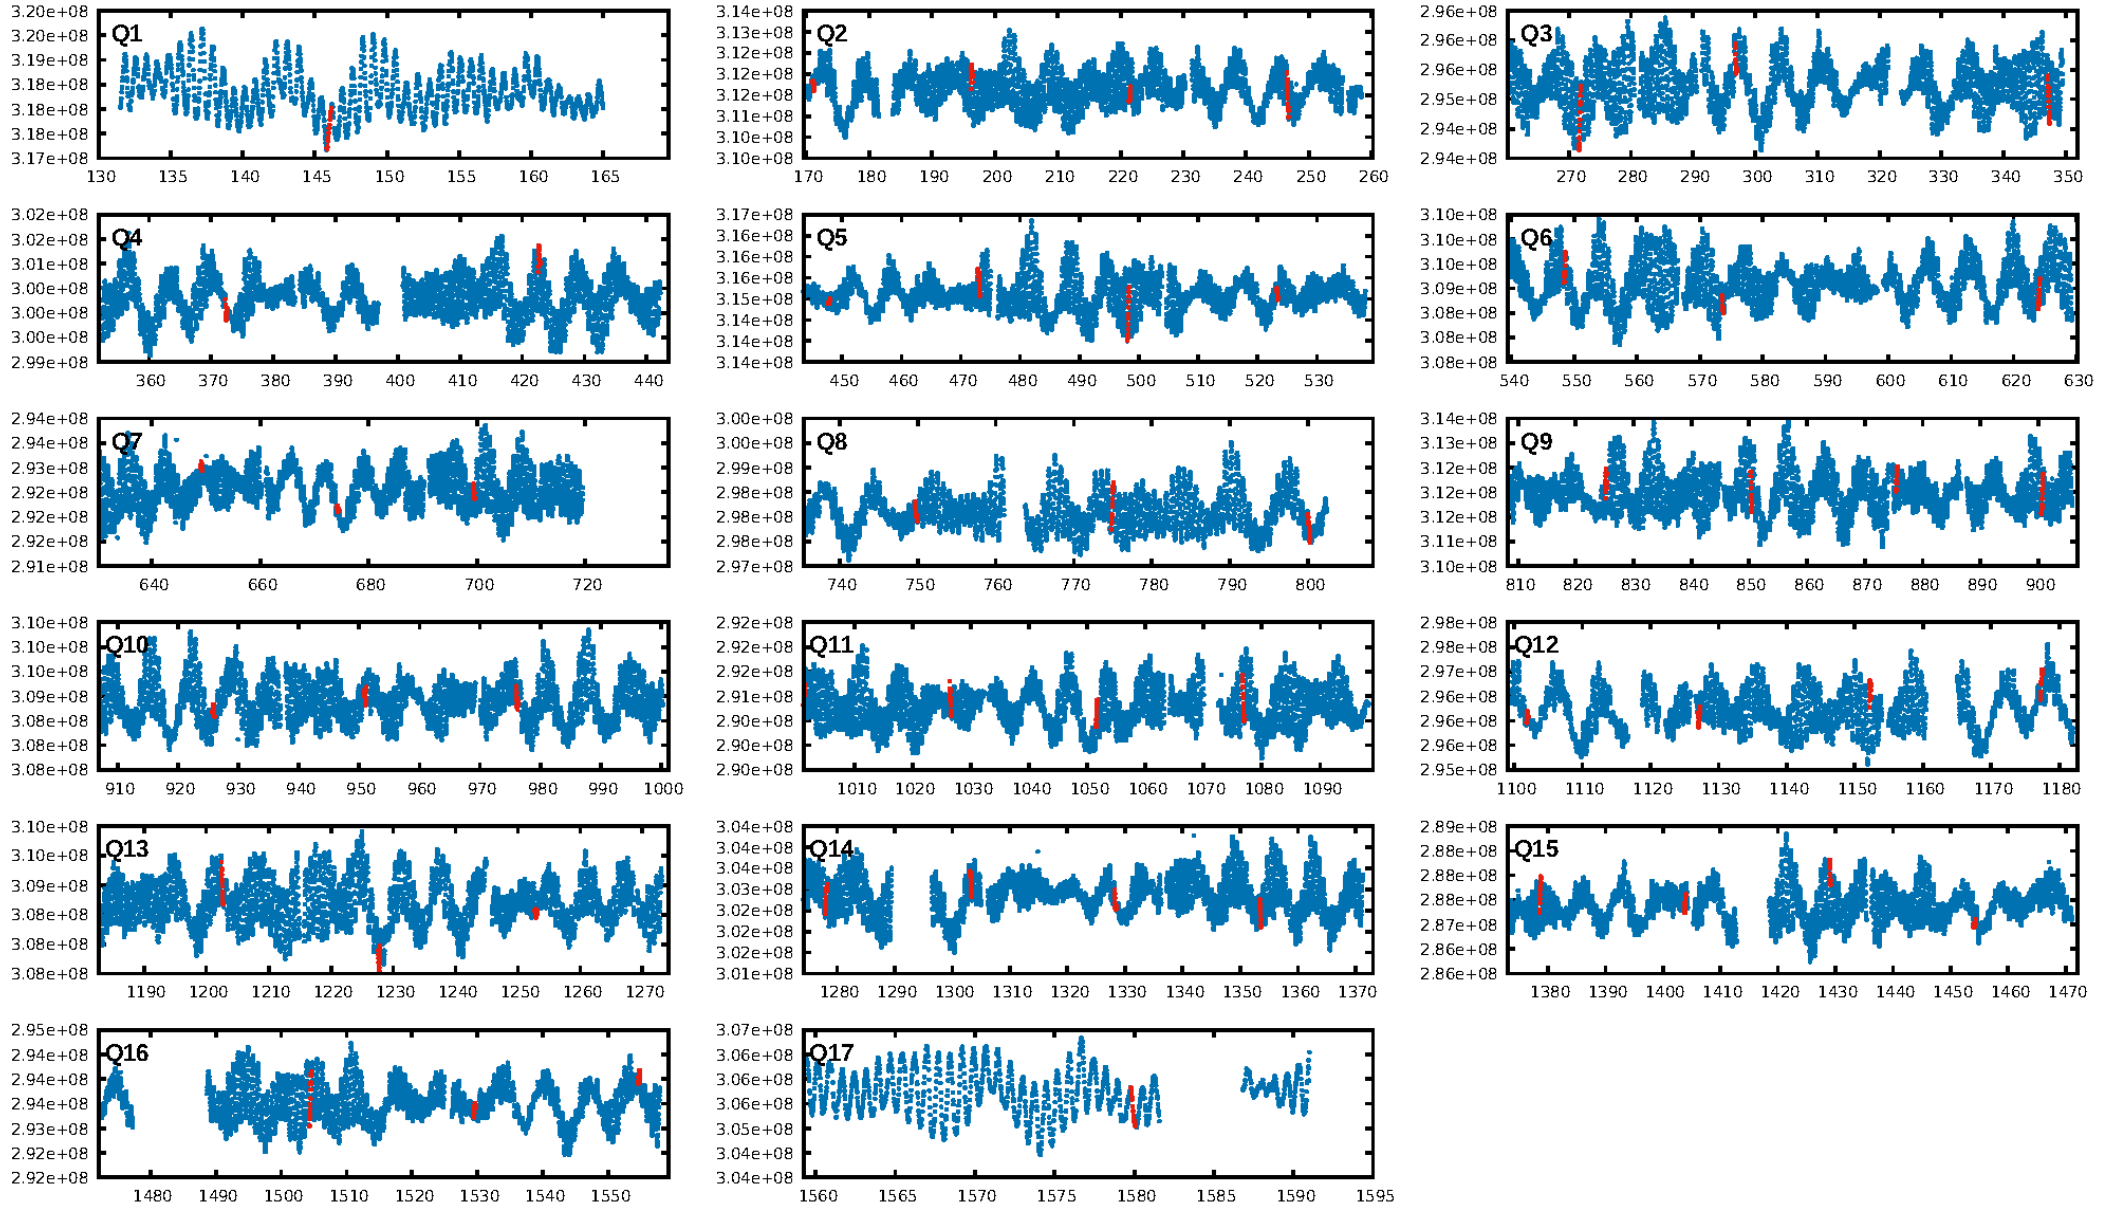 3.20e+08 3.20e+08 3.18e+08 3.18e+08 3.18e+08 3.17e+08
Q1
130 135 140 145 150 155 160 165
3.14e+08 3.13e+08 3.12e+08 3.12e+08 3.12e+08 3.11e+08 3.10e+08 3.10e+08
Q2
170 180 190 200 210 220 230 240 250 260
2.96e+08 2.96e+08 2.96e+08 2.95e+08 2.94e+08 2.94e+08
Q3
270 280 290 300 310 320 330 340 350
3.02e+08 3.02e+08 3.01e+08 3.00e+08 3.00e+08 3.00e+08 2.99e+08
Q4
360 370 380 390 400 410 420 430 440
3.17e+08 3.16e+08 3.16e+08 3.16e+08 3.15e+08 3.14e+08 3.14e+08 3.14e+08
Q5
450 460 470 480 490 500 510 520 530
3.10e+08 3.10e+08 3.10e+08 3.09e+08 3.08e+08 3.08e+08 3.08e+08
Q6
540 550 560 570 580 590 600 610 620 630
2.94e+08 2.94e+08 2.93e+08 2.92e+08 2.92e+08 2.92e+08 2.91e+08
Q7
640 660 680 700 720
3.00e+08 3.00e+08 2.99e+08 2.98e+08 2.98e+08 2.98e+08 2.97e+08
Q8
740 750 760 770 780 790 800
3.14e+08 3.13e+08 3.12e+08 3.12e+08 3.12e+08 3.11e+08 3.10e+08
Q9
810 820 830 840 850 860 870 880 890 900
3.10e+08 3.10e+08 3.10e+08 3.09e+08 3.08e+08 3.08e+08 3.08e+08
Q10
910 920 930 940 950 960 970 980 990 1000
2.92e+08 2.92e+08 2.92e+08 2.91e+08 2.90e+08 2.90e+08 2.90e+08
Q11
1010 1020 1030 1040 1050 1060 1070 1080 1090
2.98e+08 2.98e+08 2.97e+08 2.96e+08 2.96e+08 2.96e+08 2.95e+08
Q12
1100 1110 1120 1130 1140 1150 1160 1170 1180
3.10e+08 3.10e+08 3.09e+08 3.08e+08 3.08e+08 3.08e+08
Q13
1190 1200 1210 1220 1230 1240 1250 1260 1270
3.04e+08 3.04e+08 3.04e+08 3.03e+08 3.02e+08 3.02e+08 3.02e+08 3.01e+08
Q14
1280 1290 1300 1310 1320 1330 1340 1350 1360 1370
2.89e+08 2.88e+08 2.88e+08 2.88e+08 2.87e+08 2.86e+08 2.86e+08
Q15
1380 1390 1400 1410 1420 1430 1440 1450 1460 1470
2.95e+08 2.94e+08 2.94e+08 2.94e+08 2.93e+08 2.92e+08 2.92e+08
Q16
1480 1490 1500 1510 1520 1530 1540 1550
3.07e+08 3.06e+08 3.06e+08 3.06e+08 3.05e+08 3.04e+08 3.04e+08
Q17
1560 1565 1570 1575 1580 1585 1590 1595